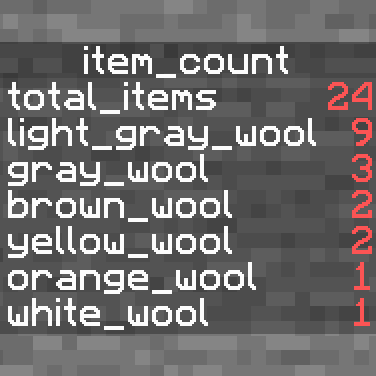 item_count
total_items 24
light_gray_wool 9
gray_wool 3
brown_wool 2
yellow_wool 2
orange_wool 1
white_wool 1